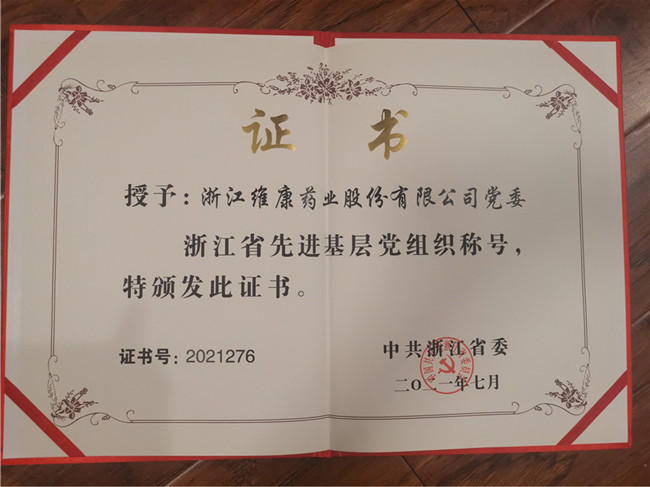 证 书
授予：浙江维康药业股份有限公司党委
浙江省先进基层党组织称号，
特颁发此证书。
证书号：2021276
中共浙江省委
二〇二一年七月